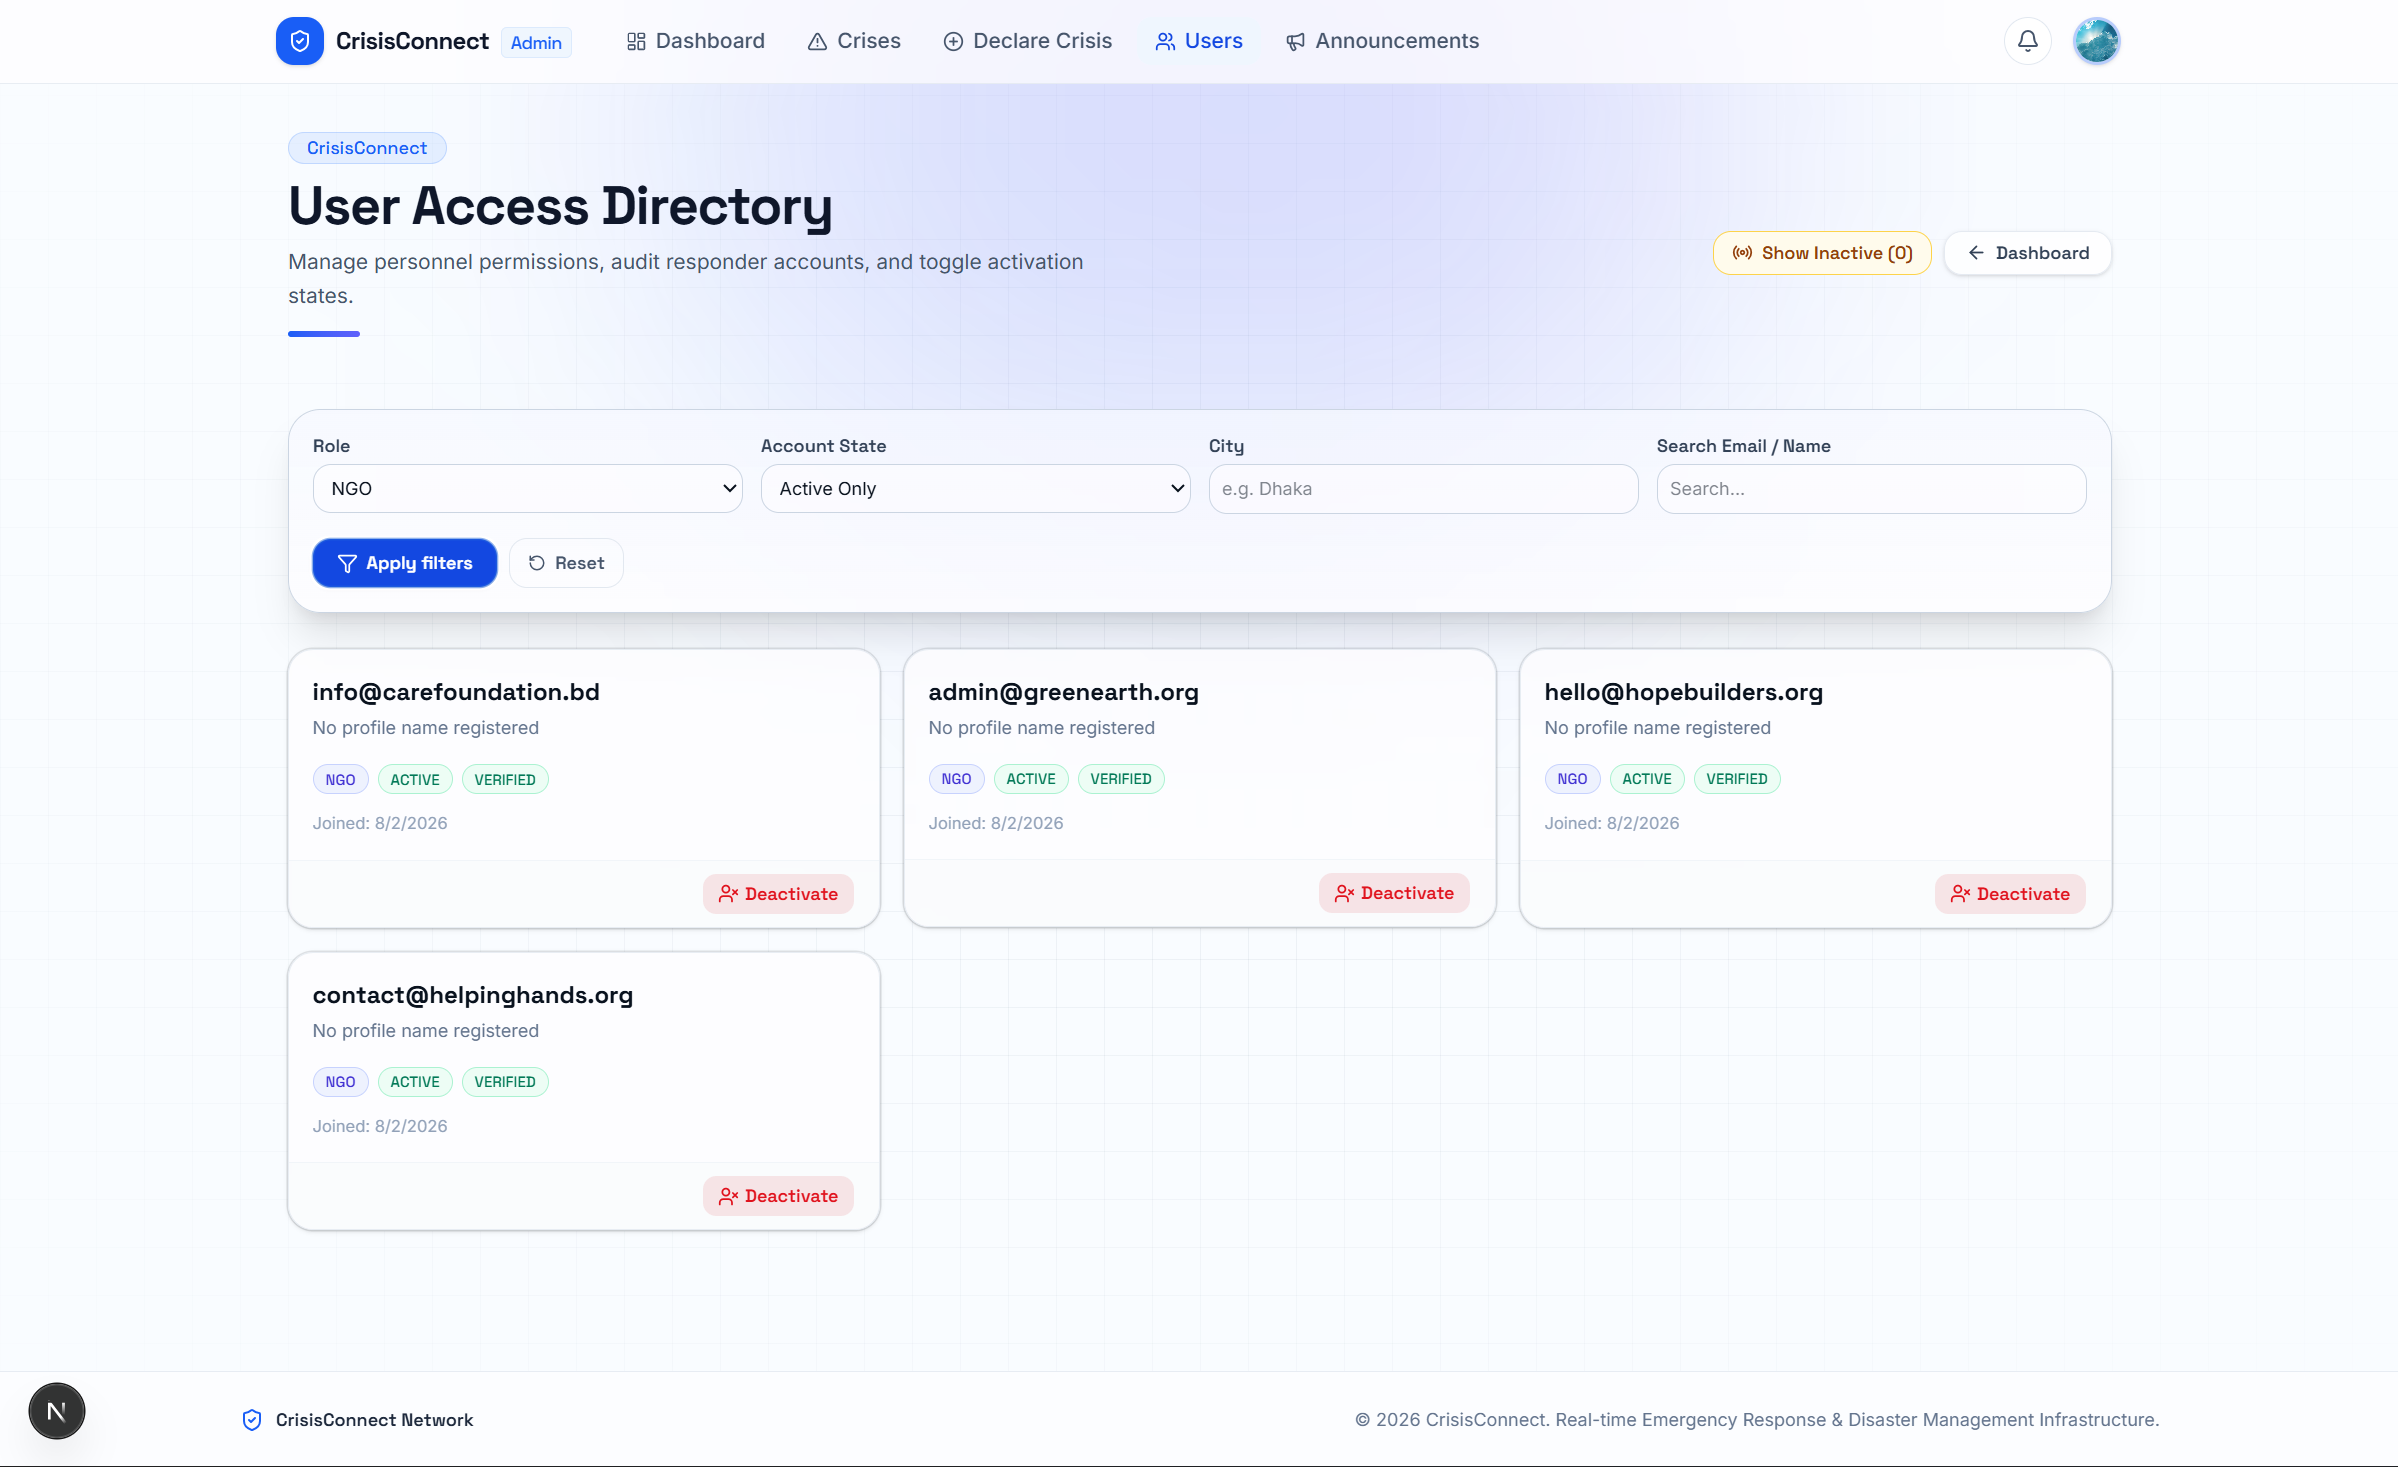 CrisisConnect Admin Dashboard Crises Declare Crisis Users Announcements
CrisisConnect
User Access Directory
Manage personnel permissions, audit responder accounts, and toggle activation
states.
Show Inactive (0) Dashboard
Role Account State City Search Email / Name
NGO Active Only e.g. Dhaka Search...
Apply filters Reset
info@carefoundation.bd
No profile name registered
NGO ACTIVE VERIFIED
Joined: 8/2/2026
Deactivate
admin@greenearth.org
No profile name registered
NGO ACTIVE VERIFIED
Joined: 8/2/2026
Deactivate
hello@hopebuilders.org
No profile name registered
NGO ACTIVE VERIFIED
Joined: 8/2/2026
Deactivate
contact@helpinghands.org
No profile name registered
NGO ACTIVE VERIFIED
Joined: 8/2/2026
Deactivate
N
CrisisConnect Network
© 2026 CrisisConnect. Real-time Emergency Response & Disaster Management Infrastructure.